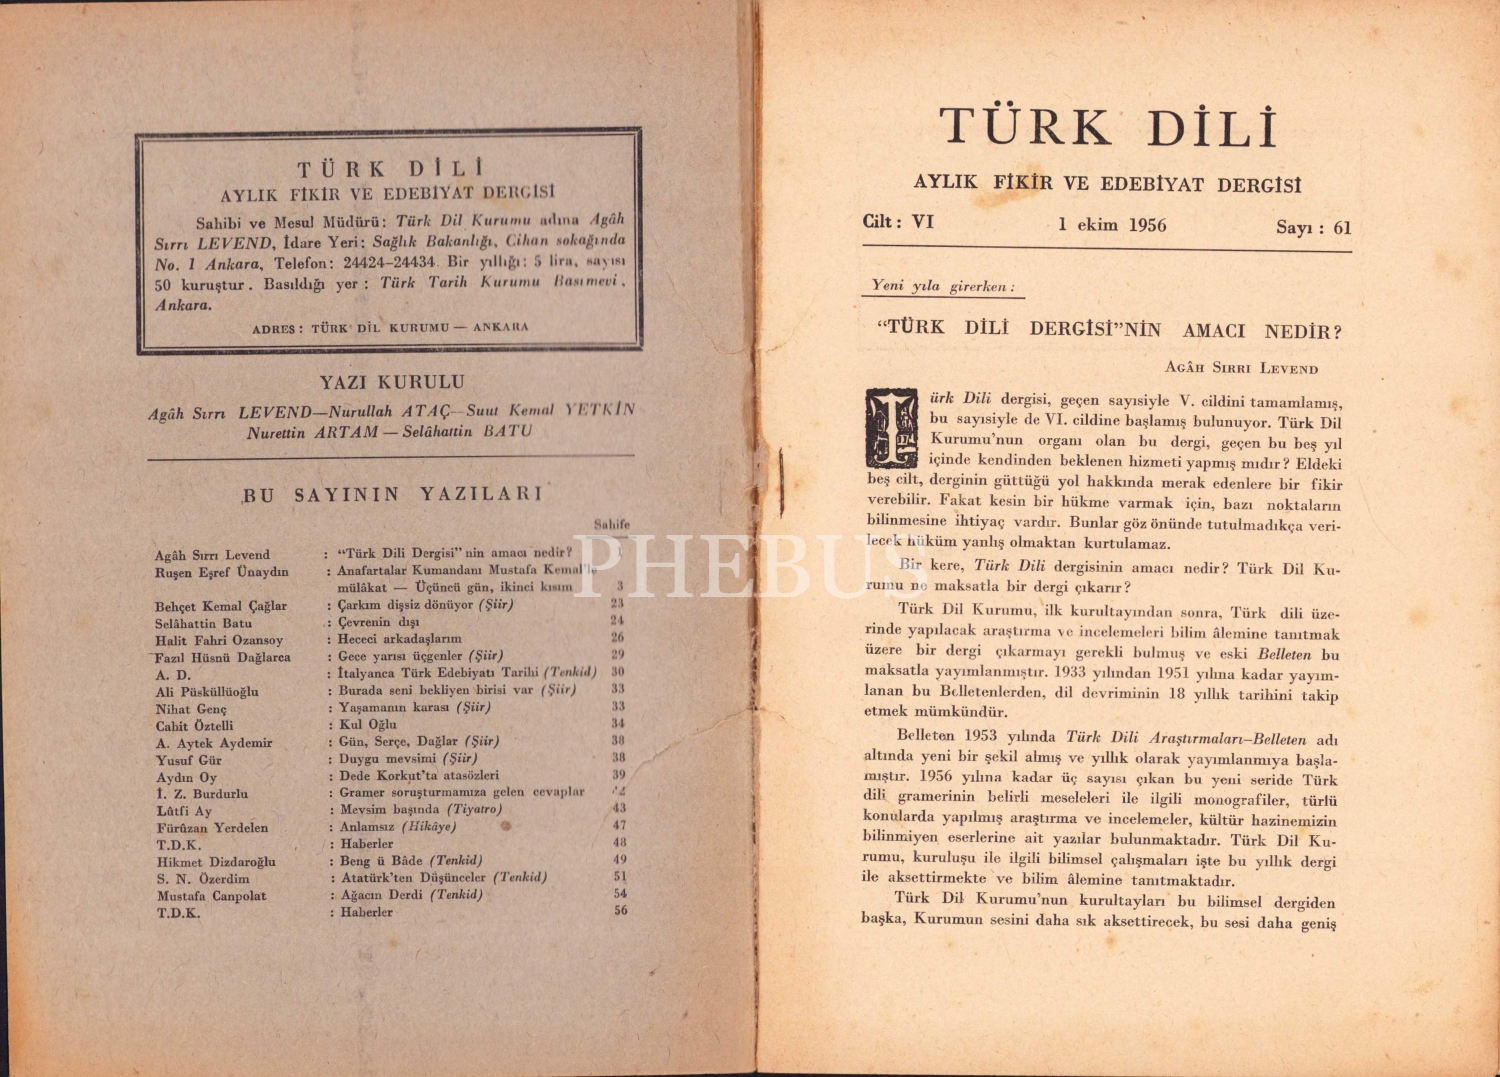 TÜRK DİLİ
AYLIK FİKİR VE EDEBİYAT DERGİSİ
Sahibi ve Mesul Müdürü: Türk Dil Kurumu adına Agâh
Sırrı LEVEND, İdare Yeri: Sağlık Bakanlığı, Cihan sokağında
No. 1 Ankara, Telefon: 24424-24434. Bir yıllığı: 5 lira, sayısı
50 kuruştur. Basıldığı yer : Türk Tarih Kurumu Basımevi,
Ankara.
ADRES : TÜRK DİL KURUMU — ANKARA
YAZI KURULU
Agâh Sırrı LEVEND—Nurullah ATAÇ—Suut Kemal YETKİN
Nurettin ARTAM — Selâhattin BATU
BU SAYININ YAZILARI
Sahife
Agâh Sırrı Levend : “Türk Dili Dergisi” nin amacı nedir? 1
Ruşen Eşref Ünaydın : Anafartalar Kumandanı Mustafa Kemal'le
mülâkat — Üçüncü gün, ikinci kısım 3
Behçet Kemal Çağlar : Çarkım dişsiz dönüyor (Şiir) 23
Selâhattin Batu : Çevrenin dışı 24
Halit Fahri Ozansoy : Hececi arkadaşlarım 26
Fazıl Hüsnü Dağlarca : Gece yarısı üçgenler (Şiir) 29
A. D. : İtalyanca Türk Edebiyatı Tarihi (Tenkid) 30
Ali Püsküllüoğlu : Burada seni bekliyen birisi var (Şiir) 33
Nihat Genç : Yaşamanın karası (Şiir) 33
Cahit Öztelli : Kul Oğlu 34
A. Aytek Aydemir : Gün, Serçe, Dağlar (Şiir) 38
Yusuf Gür : Duygu mevsimi (Şiir) 38
Aydın Oy : Dede Korkut'ta atasözleri 39
İ. Z. Burdurlu : Gramer soruşturmamıza gelen cevaplar
Lûtfi Ay : Mevsim başında (Tiyatro) 43
Fürûzan Yerdelen : Anlamsız (Hikâye) 47
T.D.K. : Haberler 48
Hikmet Dizdaroğlu : Beng ü Bâde (Tenkid) 49
S. N. Özerdim : Atatürk'ten Düşünceler (Tenkid) 51
Mustafa Canpolat : Ağacın Derdi (Tenkid) 54
T.D.K. : Haberler 56
TÜRK DİLİ
AYLIK FİKİR VE EDEBİYAT DERGİSİ
Cilt : VI 1 ekim 1956 Sayı : 61
Yeni yıla girerken :
“TÜRK DİLİ DERGİSİ”NİN AMACI NEDİR?
AGÂH SIRRI LEVEND
Türk Dili dergisi, geçen sayısiyle V. cildini tamamlamış,
bu sayısiyle de VI. cildine başlamış bulunuyor. Türk Dil
Kurumu'nun organı olan bu dergi, geçen bu beş yıl
içinde kendinden beklenen hizmeti yapmış mıdır? Eldeki
beş cilt, derginin güttüğü yol hakkında merak edenlere bir fikir
verebilir. Fakat kesin bir hükme varmak için, bazı noktaların
bilinmesine ihtiyaç vardır. Bunlar göz önünde tutulmadıkça veri-
lecek hüküm yanlış olmaktan kurtulamaz.
Bir kere, Türk Dili dergisinin amacı nedir? Türk Dil Ku-
rumu ne maksatla bir dergi çıkarır?
Türk Dil Kurumu, ilk kurultayından sonra, Türk dili üze-
rinde yapılacak araştırma ve incelemeleri bilim âlemine tanıtmak
üzere bir dergi çıkarmayı gerekli bulmuş ve eski Belleten bu
maksatla yayımlanmıştır. 1933 yılından 1951 yılına kadar yayım-
lanan bu Belletenlerden, dil devriminin 18 yıllık tarihini takip
etmek mümkündür.
Belleten 1953 yılında Türk Dili Araştırmaları–Belleten adı
altında yeni bir şekil almış ve yıllık olarak yayımlanmıya başla-
mıştır. 1956 yılına kadar üç sayısı çıkan bu yeni seride Türk
dili gramerinin belirli meseleleri ile ilgili monografiler, türlü
konularda yapılmış araştırma ve incelemeler, kültür hazinemizin
bilinmiyen eserlerine ait yazılar bulunmaktadır. Türk Dil Ku-
rumu, kuruluşu ile ilgili bilimsel çalışmaları işte bu yıllık dergi
ile aksettirmekte ve bilim âlemine tanıtmaktadır.
Türk Dil Kurumu'nun kurultayları bu bilimsel dergiden
başka, Kurumun sesini daha sık aksettirecek, bu sesi daha geniş
PHEBUS